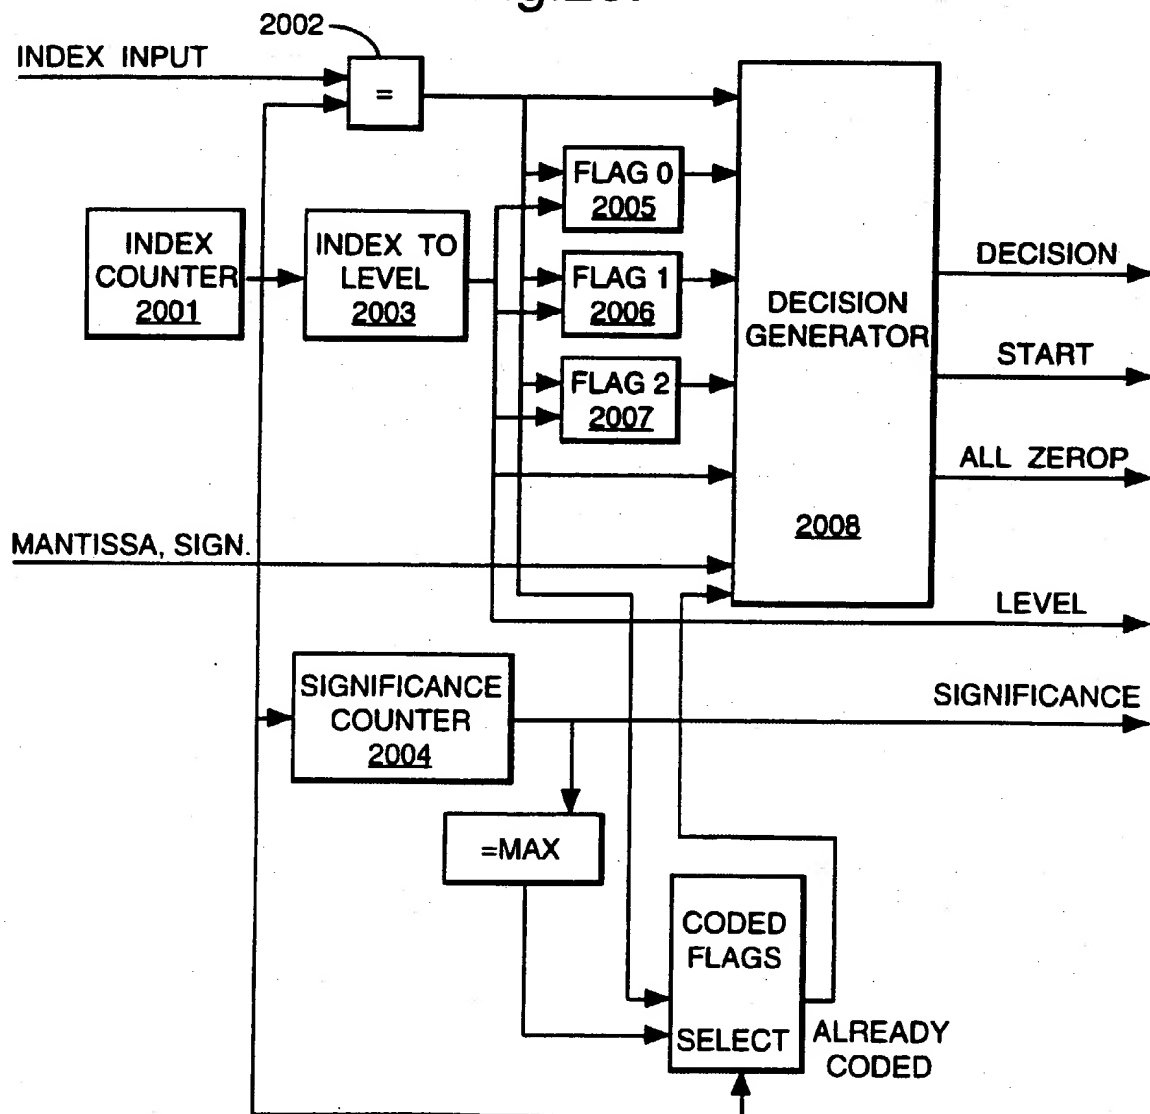 2002
INDEX INPUT
=
FLAG 0
2005
INDEX
COUNTER
2001
INDEX TO
LEVEL
2003
FLAG 1
2006
FLAG 2
2007
DECISION
GENERATOR
2008
DECISION
START
ALL ZEROP
MANTISSA, SIGN.
LEVEL
SIGNIFICANCE
COUNTER
2004
SIGNIFICANCE
=MAX
CODED
FLAGS
SELECT
ALREADY
CODED